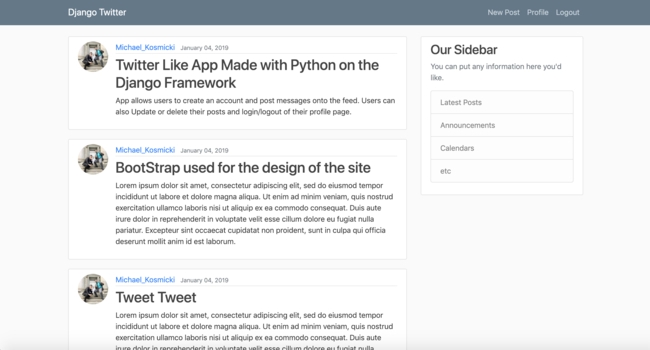 Django Twitter
New Post Profile Logout
Michael_Kosmicki January 04, 2019
Twitter Like App Made with Python on the
Django Framework
App allows users to create an account and post messages onto the feed. Users can
also Update or delete their posts and login/logout of their profile page.
Michael_Kosmicki January 04, 2019
BootStrap used for the design of the site
Lorem ipsum dolor sit amet, consectetur adipiscing elit, sed do eiusmod tempor
incididunt ut labore et dolore magna aliqua. Ut enim ad minim veniam, quis nostrud
exercitation ullamco laboris nisi ut aliquip ex ea commodo consequat. Duis aute
irure dolor in reprehenderit in voluptate velit esse cillum dolore eu fugiat nulla
pariatur. Excepteur sint occaecat cupidatat non proident, sunt in culpa qui officia
deserunt mollit anim id est laborum.
Michael_Kosmicki January 04, 2019
Tweet Tweet
Lorem ipsum dolor sit amet, consectetur adipiscing elit, sed do eiusmod tempor
incididunt ut labore et dolore magna aliqua. Ut enim ad minim veniam, quis nostrud
exercitation ullamco laboris nisi ut aliquip ex ea commodo consequat. Duis aute
irure dolor in reprehenderit in voluptate velit esse cillum dolore eu fugiat nulla
Our Sidebar
You can put any information here you'd
like.
Latest Posts
Announcements
Calendars
etc